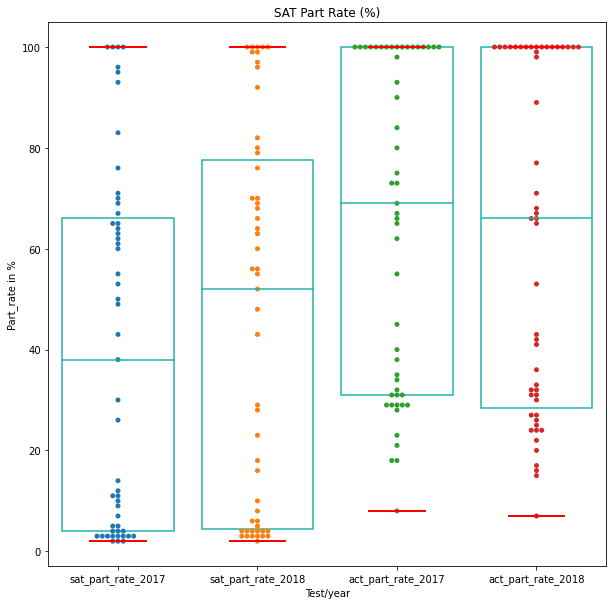 SAT Part Rate (%)
100
80
60
40
20
0
Part_rate in %
sat_part_rate_2017 sat_part_rate_2018 act_part_rate_2017 act_part_rate_2018
Test/year